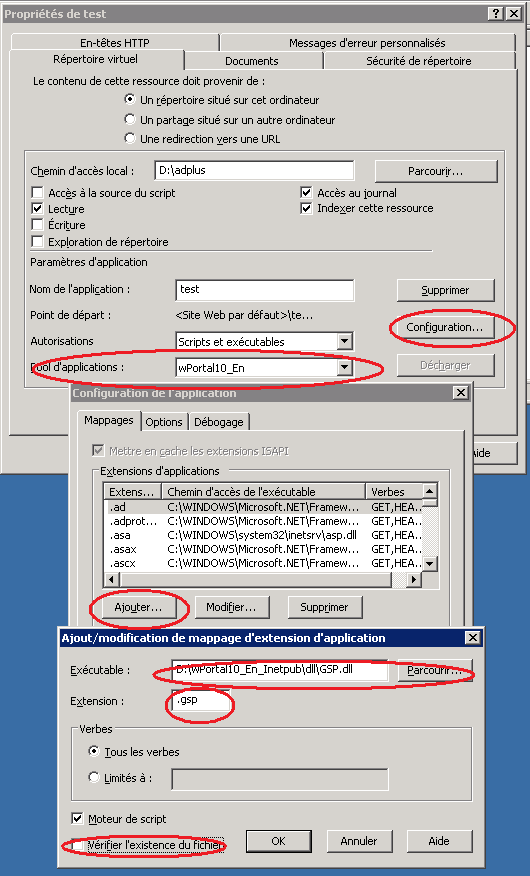 Propriétés de test
En-têtes HTTP
Messages d'erreur personnalisés
Répertoire virtuel
Documents
Sécurité de répertoire
Le contenu de cette ressource doit provenir de :
Un répertoire situé sur cet ordinateur
Un partage situé sur un autre ordinateur
Une redirection vers une URL
Chemin d'accès local :
D:\adplus
Parcourir...
Accès à la source du script
Accès au journal
Lecture
Indexer cette ressource
Écriture
Exploration de répertoire
Paramètres d'application
Nom de l'application :
test
Supprimer
Point de départ :
<Site Web par défaut>\te...
Configuration...
Autorisations
Scripts et exécutables
Pool d'applications :
wPortal10_En
Décharger
Aide
Configuration de l'application
Mappages
Options
Débogage
Mettre en cache les extensions ISAPI
Extensions d'applications
Extens...
Chemin d'accès de l'exécutable
Verbes
.ad C:\WINDOWS\Microsoft.NET\Framew... GET,HEA...
.adprot... C:\WINDOWS\Microsoft.NET\Framew... GET,HEA...
.asa C:\WINDOWS\system32\inetsrv\asp.dll GET,HEA...
.asax C:\WINDOWS\Microsoft.NET\Framew... GET,HEA...
.ascx C:\WINDOWS\Microsoft.NET\Framew... GET,HEA...
Ajouter...
Modifier...
Supprimer
Ajout/modification de mappage d'extension d'application
Exécutable :
D:\wPortal10_En_Inetpub\dll\GSP.dll
Parcourir...
Extension :
.gsp
Verbes
Tous les verbes
Limités à :
Moteur de script
Vérifier l'existence du fichier
OK
Annuler
Aide